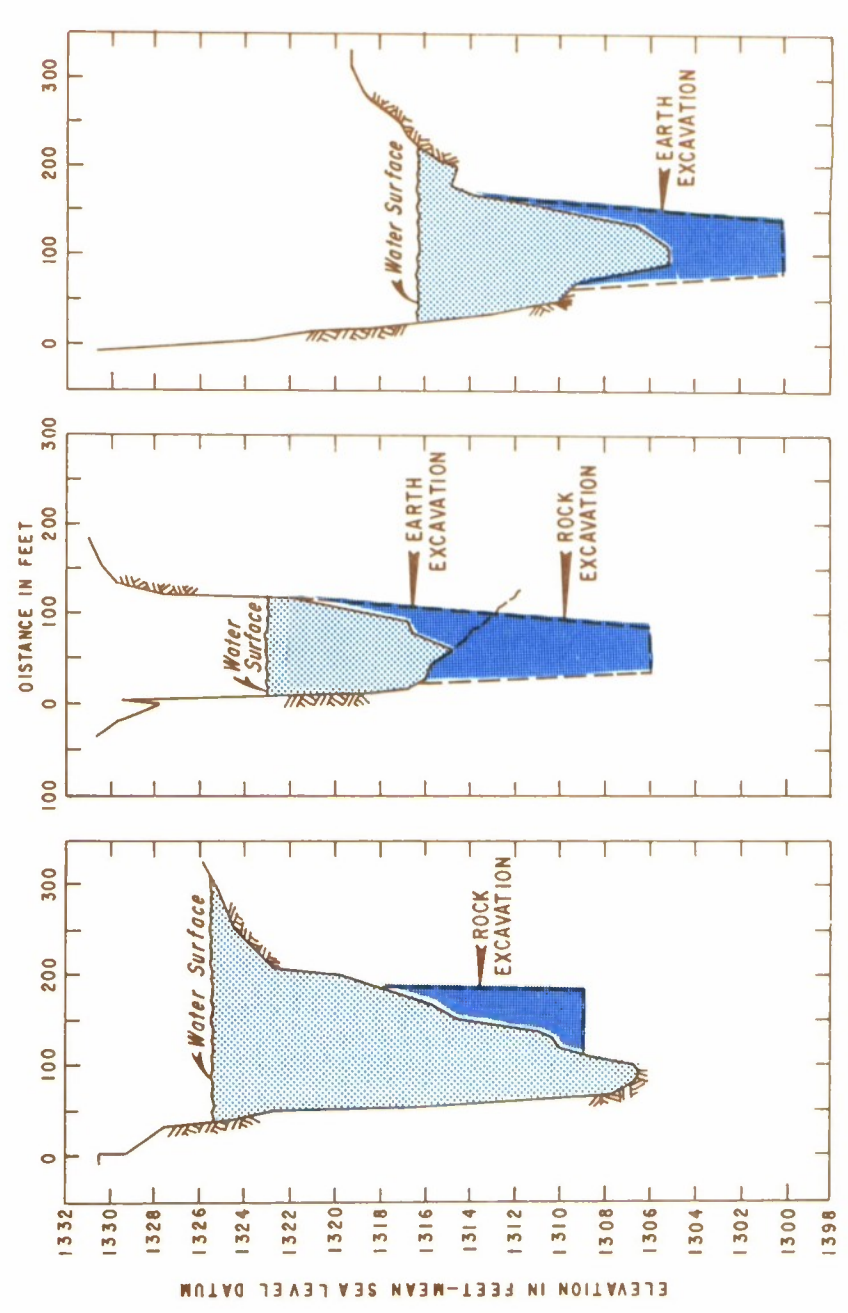 DISTANCE IN FEET
0 100 200 300
100 0 100 200 300
0 100 200 300
ELEVATION IN FEET-MEAN SEA LEVEL DATUM
1332
1330
1328
1326
1324
1322
1320
1318
1316
1314
1312
1310
1308
1306
1304
1302
1300
1398
Water Surface
ROCK
EXCAVATION
Water
Surface
EARTH
EXCAVATION
ROCK
EXCAVATION
Water Surface
EARTH
EXCAVATION